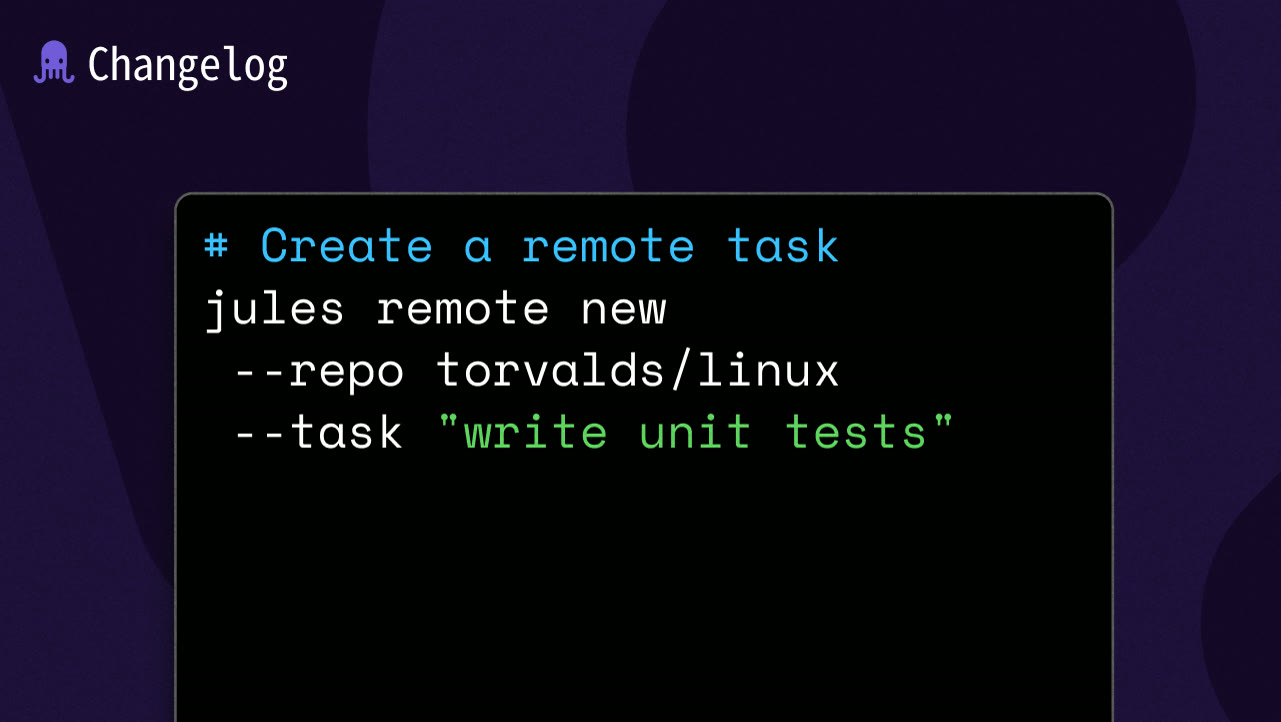 Changelog
# Create a remote task
jules remote new
--repo torvalds/linux
--task "write unit tests"